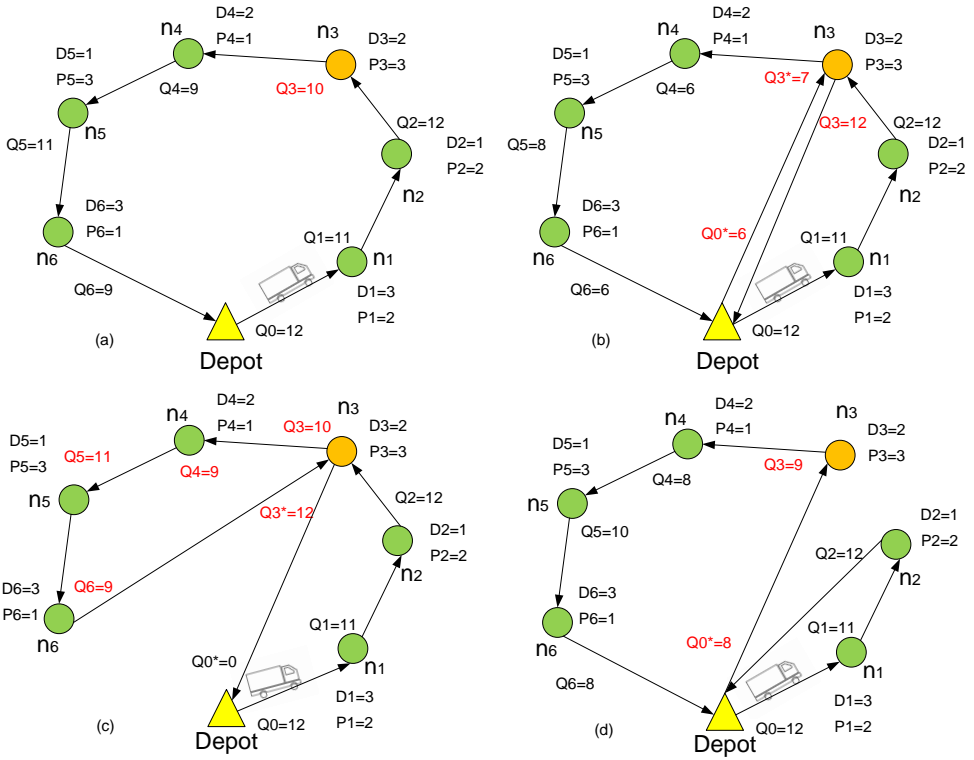 n4
D4=2
P4=1
n3
D3=2
P3=3
D5=1
P5=3
Q4=9
Q3=10
n5
Q5=11
Q2=12
D2=1
P2=2
n2
D6=3
P6=1
n6
Q1=11
n1
Q6=9
D1=3
P1=2
(a)
Q0=12
Depot
n4
D4=2
P4=1
n3
D3=2
P3=3
D5=1
P5=3
Q4=6
Q3*=7
Q3=12
n5
Q5=8
Q2=12
D2=1
P2=2
n2
D6=3
P6=1
n6
Q0*=6
Q1=11
n1
Q6=6
D1=3
P1=2
(b)
Q0=12
Depot
n4
D4=2
P4=1
n3
Q3=10
D3=2
P3=3
D5=1
P5=3
Q5=11
Q4=9
n5
Q3*=12
Q2=12
D2=1
P2=2
n2
D6=3
P6=1
Q6=9
n6
Q1=11
n1
Q0*=0
D1=3
P1=2
(c)
Q0=12
Depot
n4
D4=2
P4=1
n3
D3=2
P3=3
D5=1
P5=3
Q4=8
Q3=9
n5
Q5=10
Q2=12
D2=1
P2=2
n2
D6=3
P6=1
n6
Q0*=8
Q1=11
n1
Q6=8
D1=3
P1=2
(d)
Q0=12
Depot